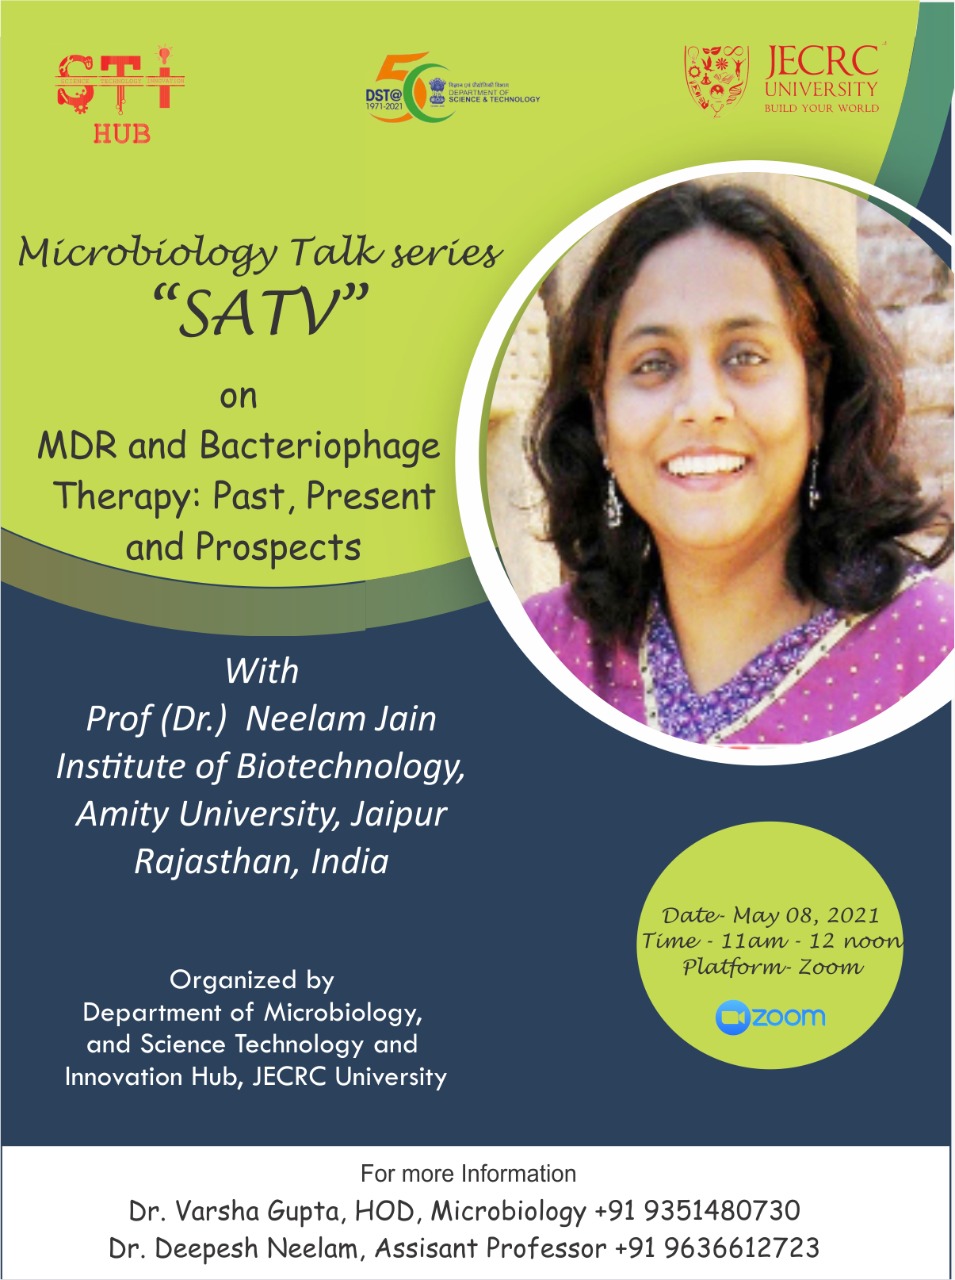 STI
SCIENCE TECHNOLOGY INNOVATION
HUB
DST@
1971-2021
50
विज्ञान एवं प्रौद्योगिकी विभाग
DEPARTMENT OF
SCIENCE & TECHNOLOGY
JECRC
UNIVERSITY
BUILD YOUR WORLD
Microbiology Talk series
“SATV”
on
MDR and Bacteriophage
Therapy: Past, Present
and Prospects
With
Prof (Dr.) Neelam Jain
Institute of Biotechnology,
Amity University, Jaipur
Rajasthan, India
Date- May 08, 2021
Time - 11am - 12 noon
Platform- Zoom
zoom
Organized by
Department of Microbiology,
and Science Technology and
Innovation Hub, JECRC University
For more Information
Dr. Varsha Gupta, HOD, Microbiology +91 9351480730
Dr. Deepesh Neelam, Assisant Professor +91 9636612723